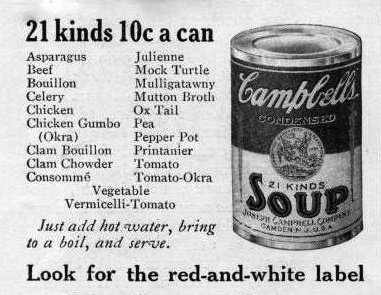 21 kinds 10c a can
Asparagus
Beef
Bouillon
Celery
Chicken
Chicken Gumbo
(Okra)
Clam Bouillon
Clam Chowder
Consommé
Julienne
Mock Turtle
Mulligatawny
Mutton Broth
Ox Tail
Pea
Pepper Pot
Printanier
Tomato
Tomato-Okra
Vegetable
Vermicelli-Tomato
Just add hot water, bring
to a boil, and serve.
Campbell's
CONDENSED
21 KINDS
SOUP
JOSEPH CAMPBELL COMPANY
CAMDEN N.J., U.S.A
Look for the red-and-white label